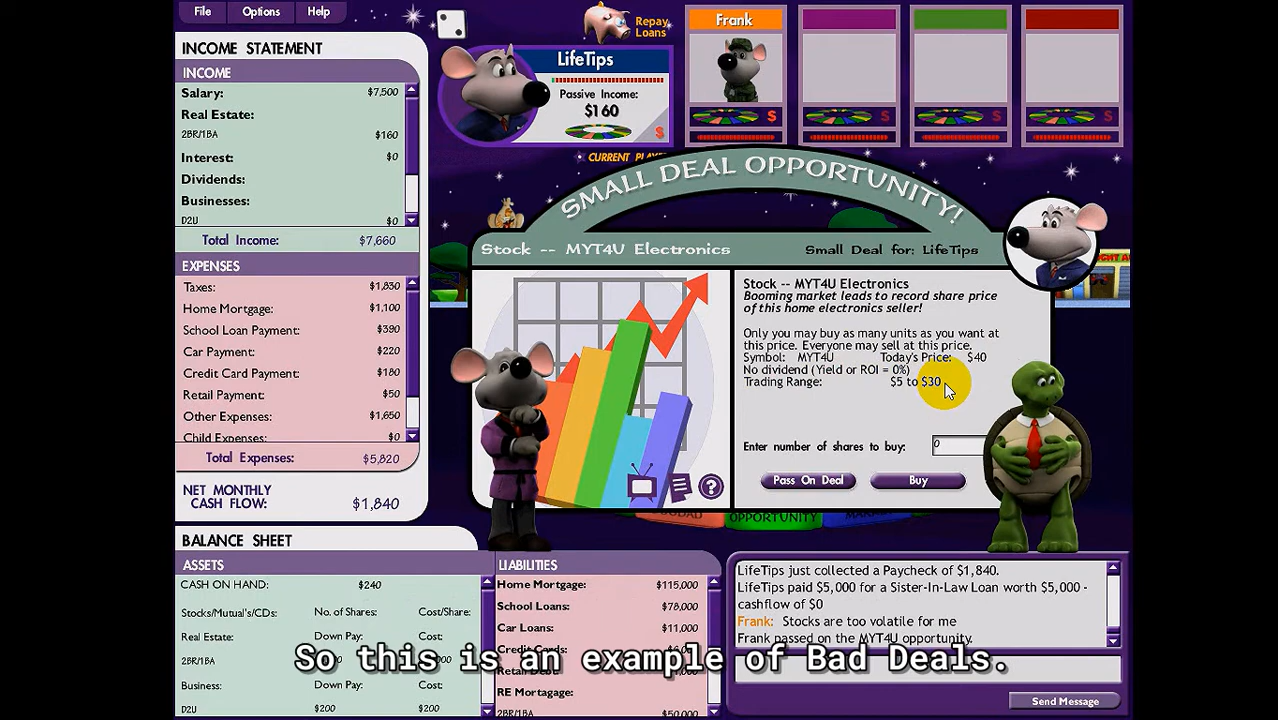 File Options Help
INCOME STATEMENT
INCOME
Salary: $7,500
Real Estate:
2BR/1BA $160
Interest: $0
Dividends:
Businesses:
D2U $0
Total Income: $7,660
EXPENSES
Taxes: $1,830
Home Mortgage: $1,100
School Loan Payment: $390
Car Payment: $220
Credit Card Payment: $180
Retail Payment: $50
Other Expenses: $1,650
Child Expenses: $0
Total Expenses: $5,820
NET MONTHLY
CASH FLOW: $1,840
BALANCE SHEET
ASSETS
CASH ON HAND: $240
Stocks/Mutual's/CDs: No. of Shares: Cost/Share:
Real Estate: Down Pay: Cost:
2BR/1BA
Business: Down Pay: Cost:
D2U $200 $200
LIABILITIES
Home Mortgage: $115,000
School Loans: $78,000
Car Loans: $11,000
Credit Cards:
Retail Debt:
RE Mortagage:
2BR/1BA $50,000
Repay
Loans
LifeTips
Passive Income:
$160
$
Frank
$
$
$
$
CURRENT PLAYE
SMALL DEAL OPPORTUNITY!
Stock -- MYT4U Electronics Small Deal for: LifeTips
Stock -- MYT4U Electronics
Booming market leads to record share price
of this home electronics seller!
Only you may buy as many units as you want at
this price. Everyone may sell at this price.
Symbol: MYT4U Today's Price: $40
No dividend (Yield or ROI = 0%)
Trading Range: $5 to $30
Enter number of shares to buy: 0
Pass On Deal Buy
?
OPPORTUNITY
LifeTips just collected a Paycheck of $1,840.
LifeTips paid $5,000 for a Sister-In-Law Loan worth $5,000 -
cashflow of $0
Frank: Stocks are too volatile for me
Frank passed on the MYT4U opportunity.
Send Message
So this is an example of Bad Deals.